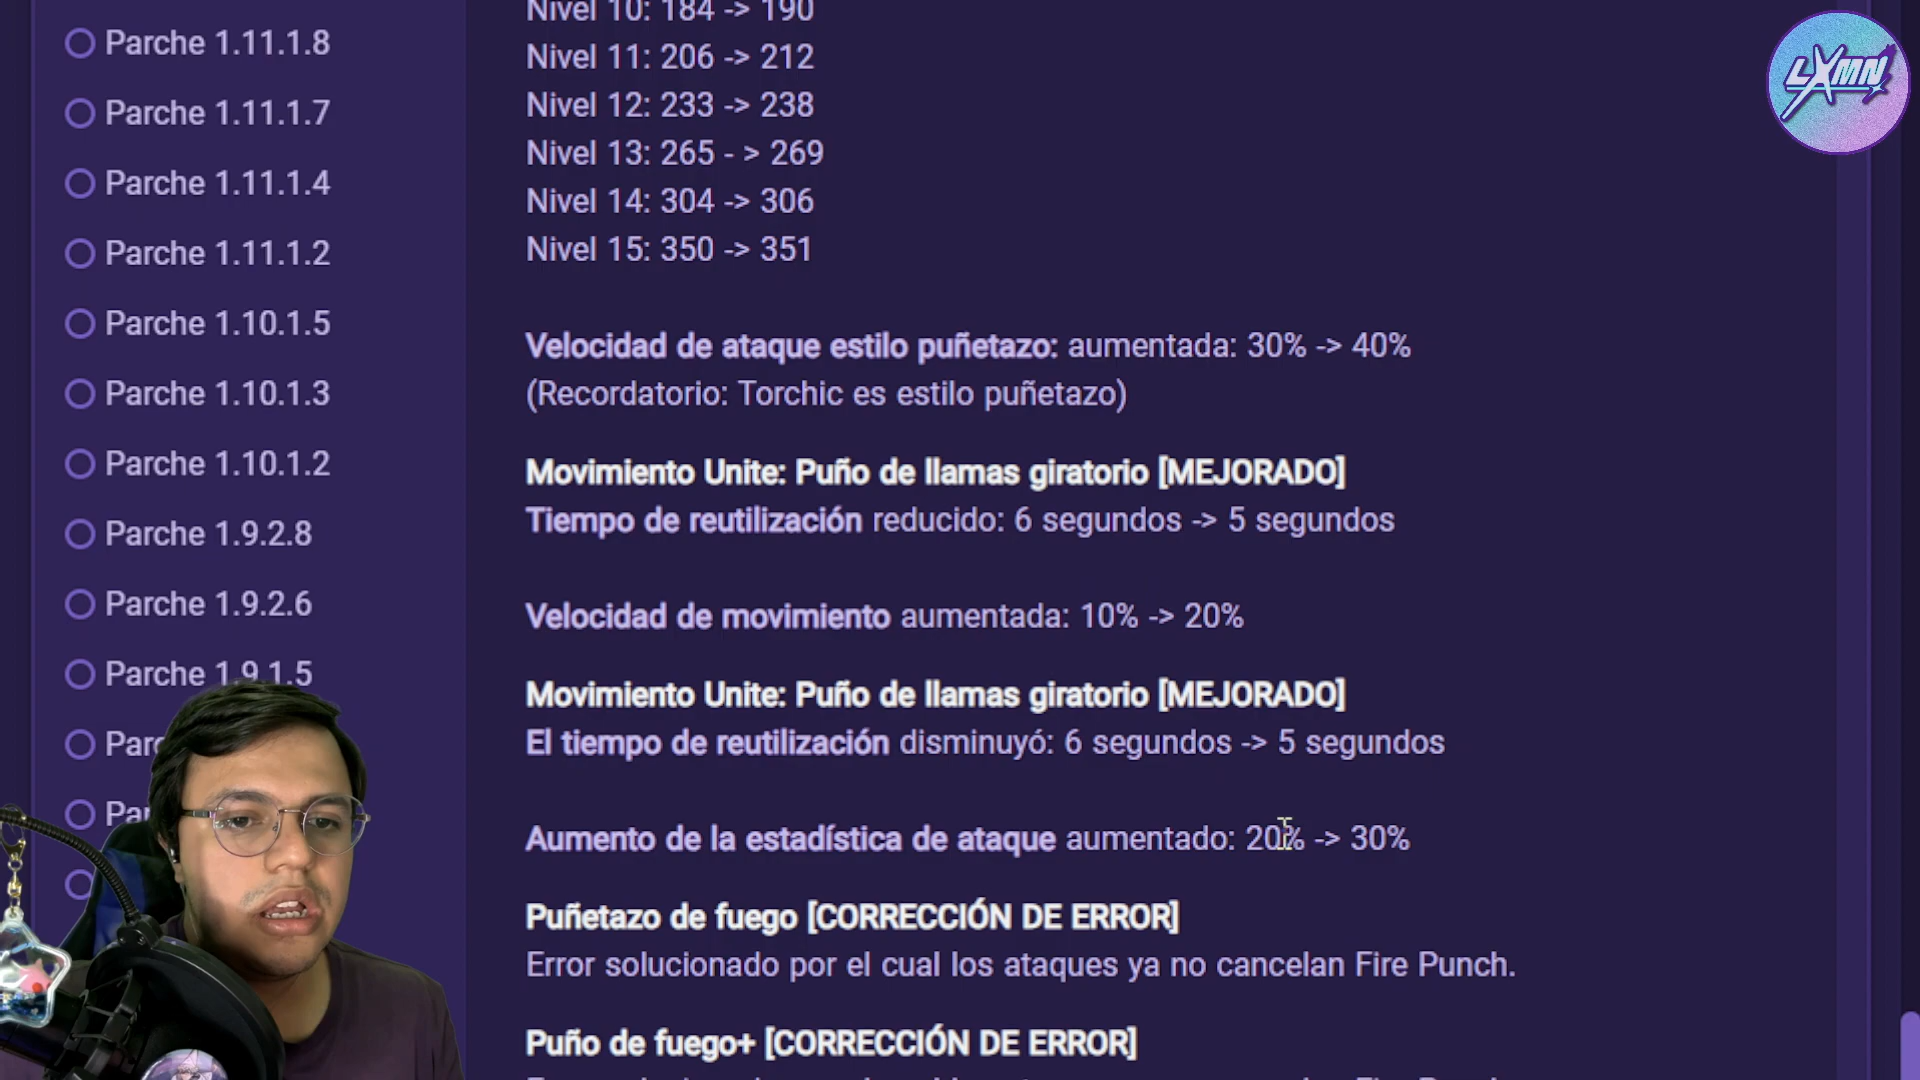 Parche 1.11.1.8
Parche 1.11.1.7
Parche 1.11.1.4
Parche 1.11.1.2
Parche 1.10.1.5
Parche 1.10.1.3
Parche 1.10.1.2
Parche 1.9.2.8
Parche 1.9.2.6
Parche 1.9.1.5
Nivel 10: 184 -> 190
Nivel 11: 206 -> 212
Nivel 12: 233 -> 238
Nivel 13: 265 - > 269
Nivel 14: 304 -> 306
Nivel 15: 350 -> 351
Velocidad de ataque estilo puñetazo: aumentada: 30% -> 40%
(Recordatorio: Torchic es estilo puñetazo)
Movimiento Unite: Puño de llamas giratorio [MEJORADO]
Tiempo de reutilización reducido: 6 segundos -> 5 segundos
Velocidad de movimiento aumentada: 10% -> 20%
Movimiento Unite: Puño de llamas giratorio [MEJORADO]
El tiempo de reutilización disminuyó: 6 segundos -> 5 segundos
Aumento de la estadística de ataque aumentado: 20% -> 30%
Puñetazo de fuego [CORRECCIÓN DE ERROR]
Error solucionado por el cual los ataques ya no cancelan Fire Punch.
Puño de fuego+ [CORRECCIÓN DE ERROR]
LXMN